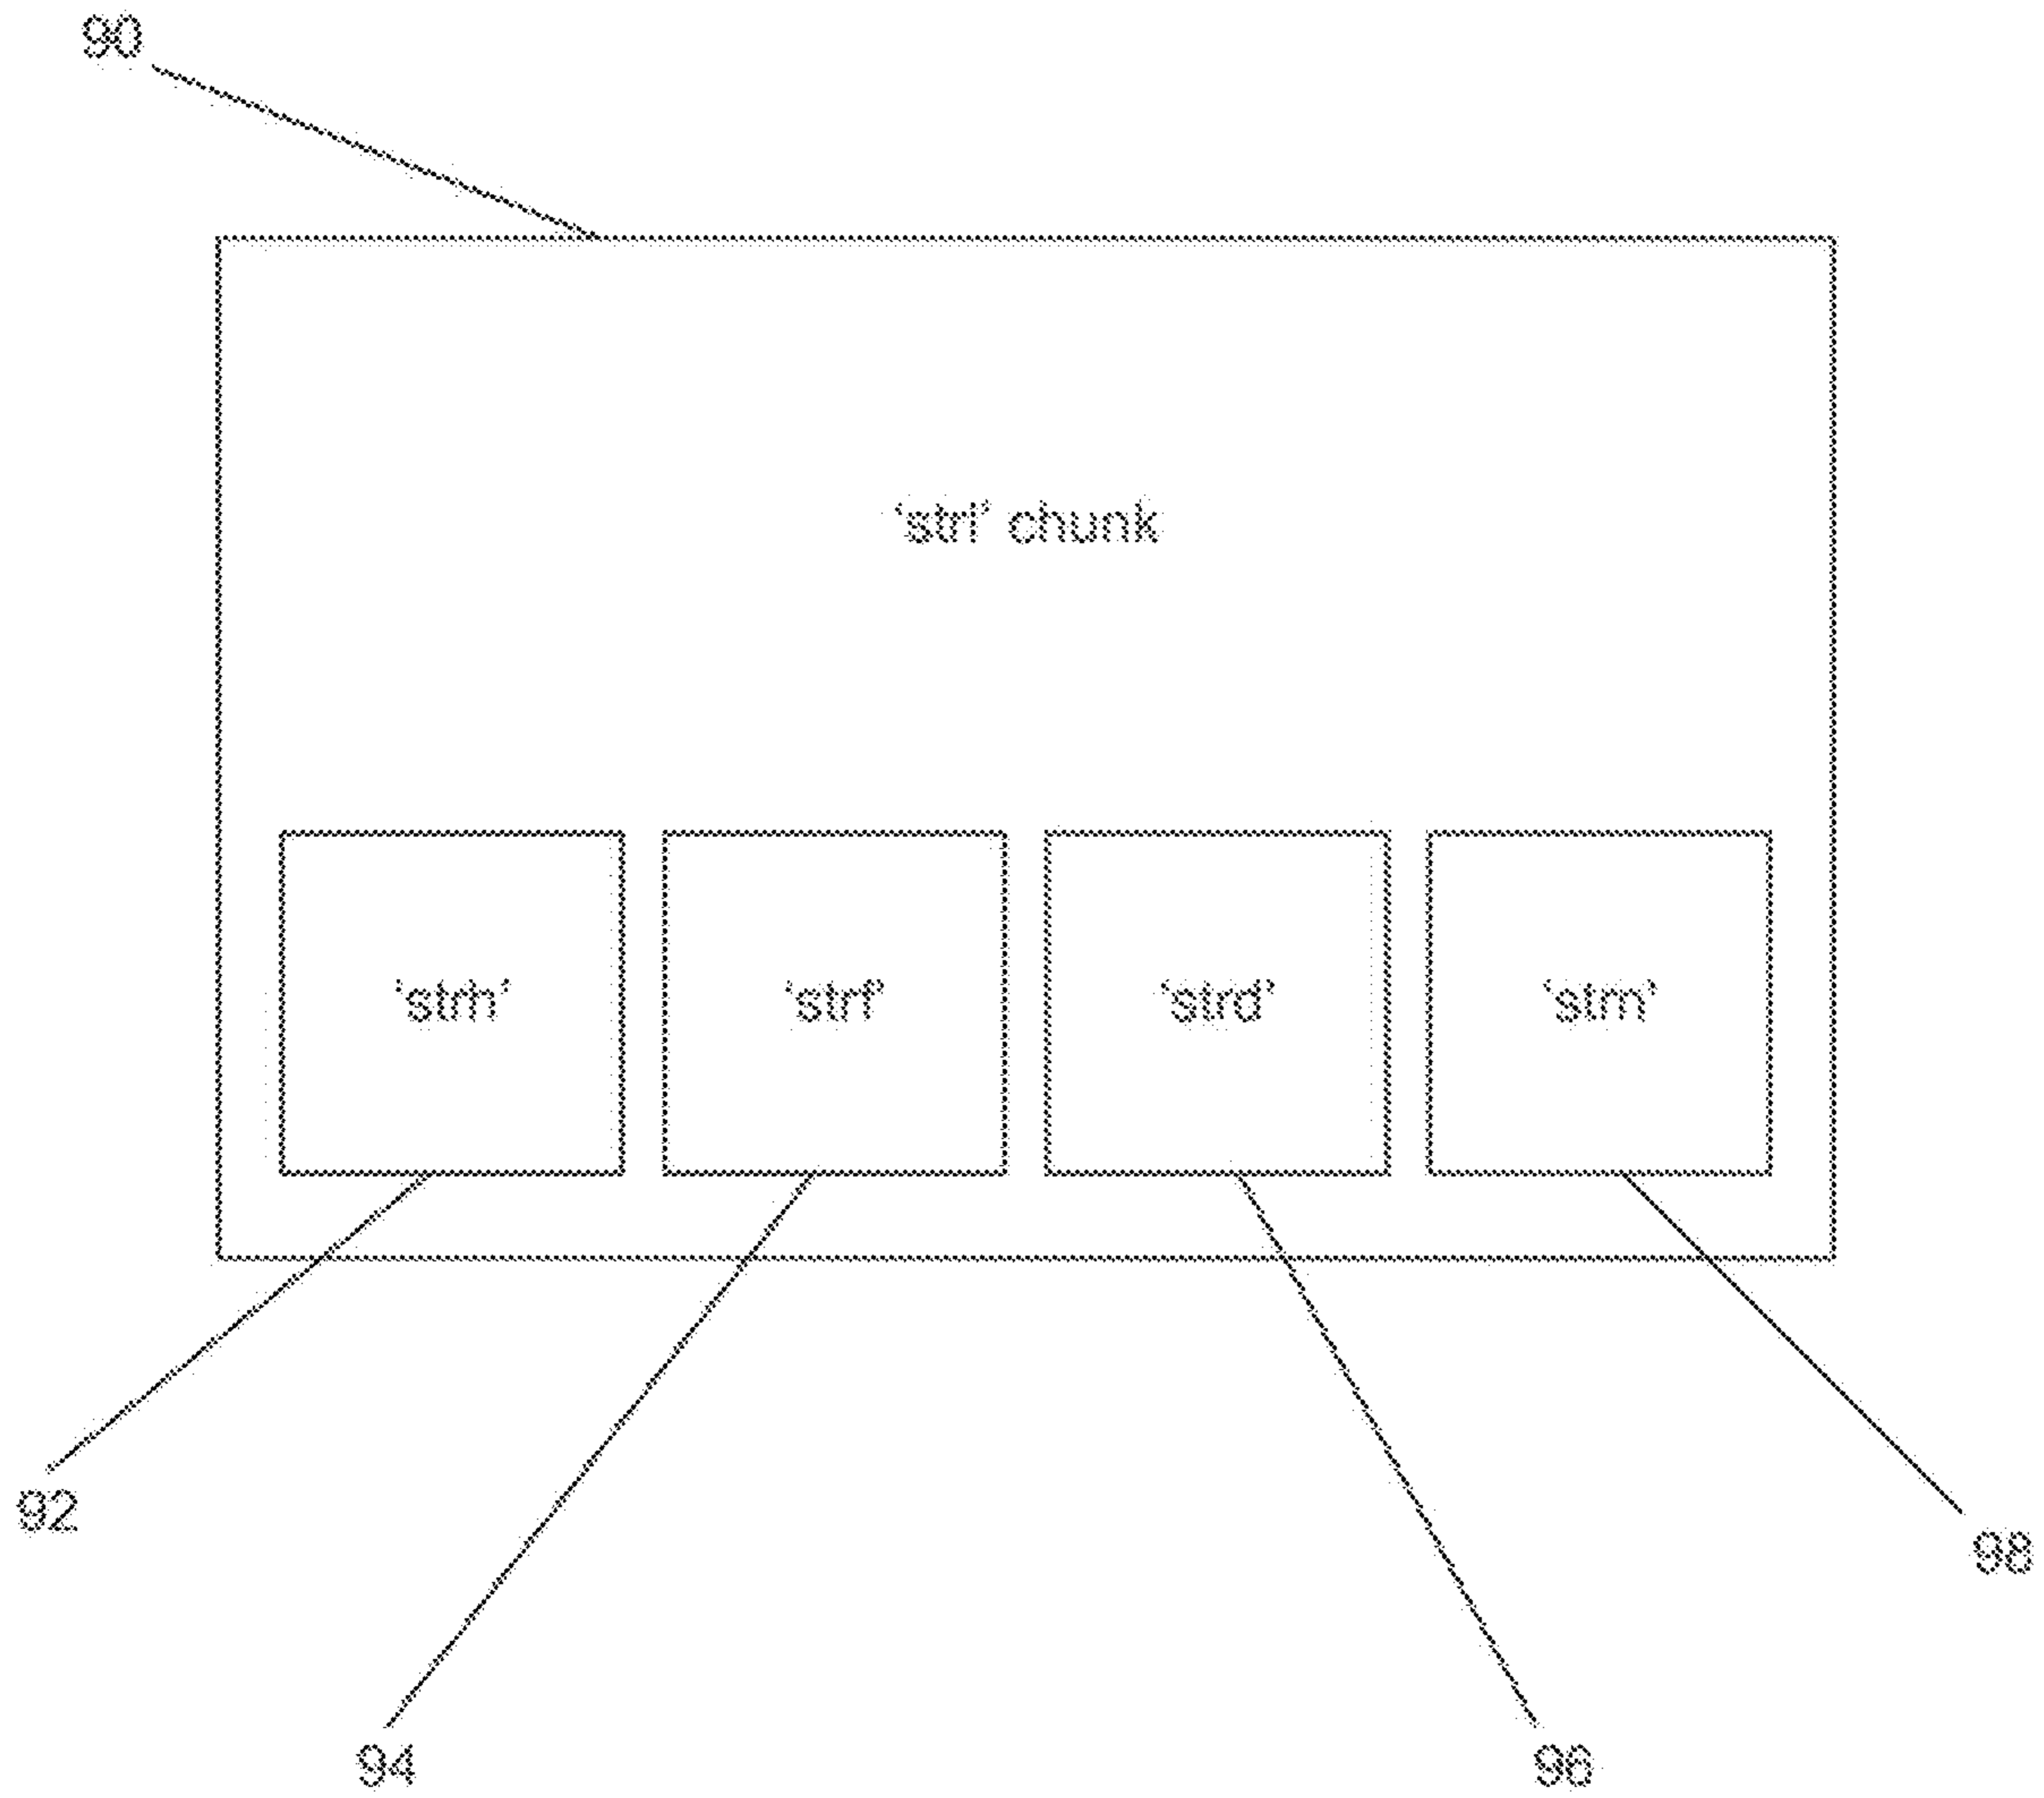 90
‘strl’ chunk
‘strh’
‘strf’
‘strd’
‘strn’
92
94
96
98